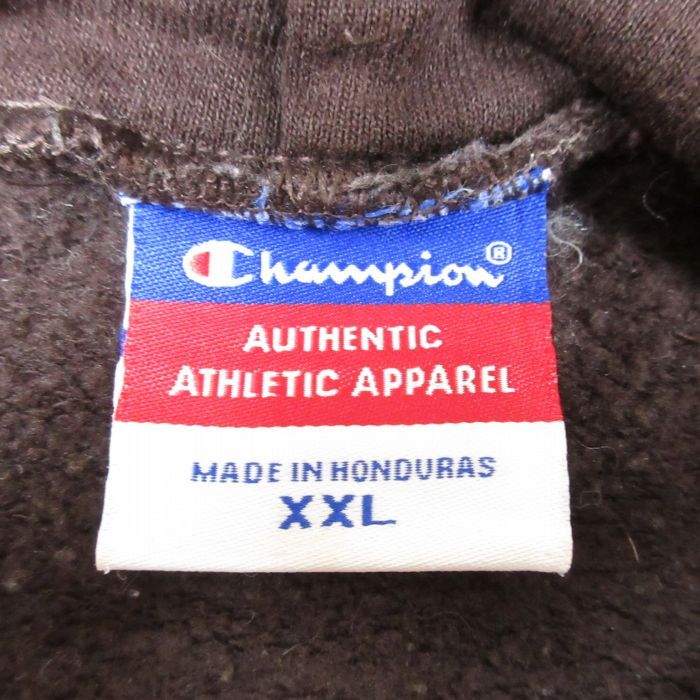 Champion®
AUTHENTIC
ATHLETIC APPAREL
MADE IN HONDURAS
XXL